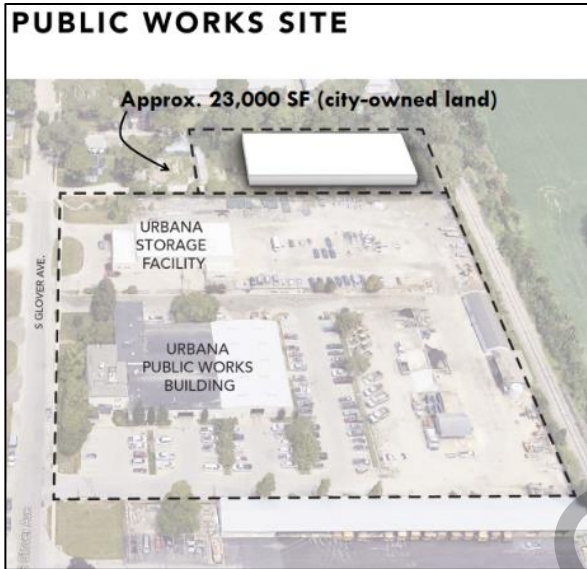 PUBLIC WORKS SITE
Approx. 23,000 SF (city-owned land)
URBANA
STORAGE
FACILITY
S GLOVER AVE.
URBANA
PUBLIC WORKS
BUILDING